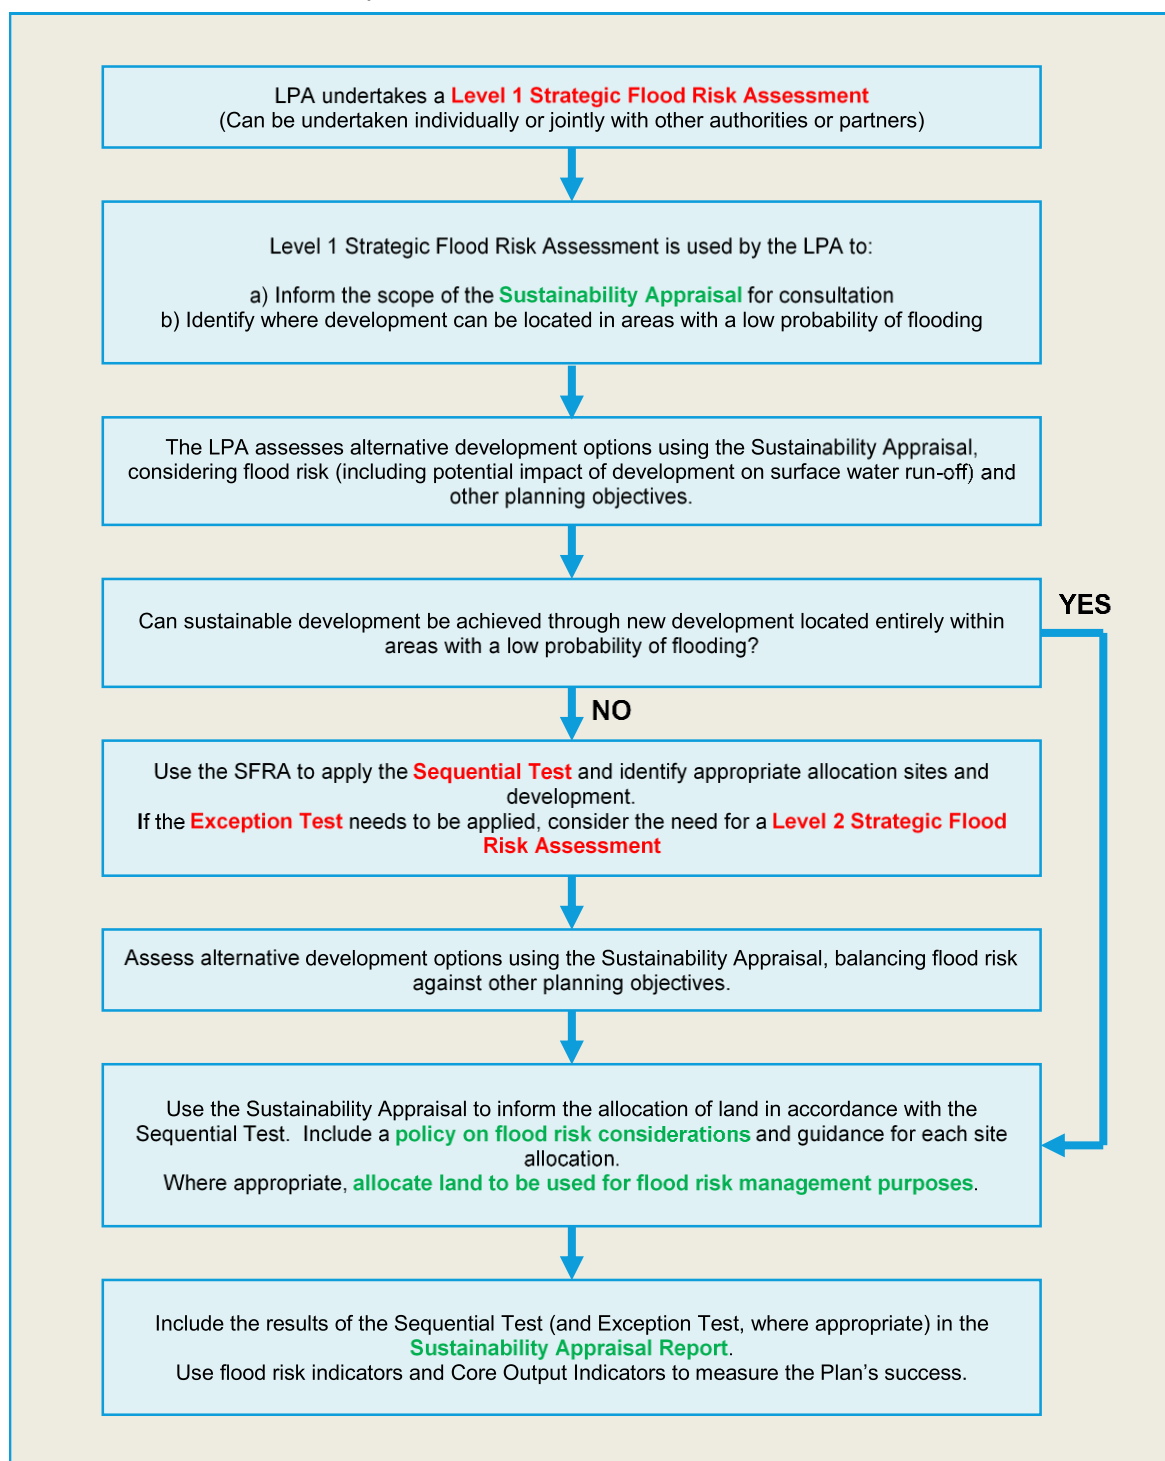 LPA undertakes a Level 1 Strategic Flood Risk Assessment
(Can be undertaken individually or jointly with other authorities or partners)
Level 1 Strategic Flood Risk Assessment is used by the LPA to:
a) Inform the scope of the Sustainability Appraisal for consultation
b) Identify where development can be located in areas with a low probability of flooding
The LPA assesses alternative development options using the Sustainability Appraisal,
considering flood risk (including potential impact of development on surface water run-off) and
other planning objectives.
Can sustainable development be achieved through new development located entirely within
areas with a low probability of flooding?
YES
NO
Use the SFRA to apply the Sequential Test and identify appropriate allocation sites and
development.
If the Exception Test needs to be applied, consider the need for a Level 2 Strategic Flood
Risk Assessment
Assess alternative development options using the Sustainability Appraisal, balancing flood risk
against other planning objectives.
Use the Sustainability Appraisal to inform the allocation of land in accordance with the
Sequential Test.  Include a policy on flood risk considerations and guidance for each site
allocation.
Where appropriate, allocate land to be used for flood risk management purposes.
Include the results of the Sequential Test (and Exception Test, where appropriate) in the
Sustainability Appraisal Report.
Use flood risk indicators and Core Output Indicators to measure the Plan's success.